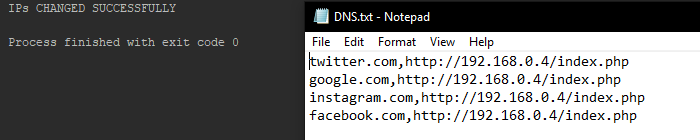 IPs CHANGED SUCCESSFULLY
Process finished with exit code 0
DNS.txt - Notepad
File Edit Format View Help
twitter.com,http://192.168.0.4/index.php
google.com,http://192.168.0.4/index.php
instagram.com,http://192.168.0.4/index.php
facebook.com,http://192.168.0.4/index.php